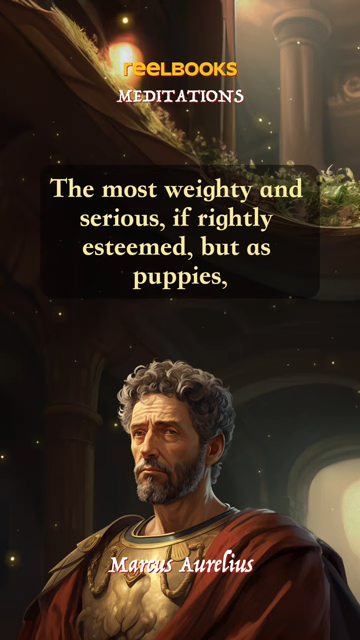 reelBOOKS
MEDITATIONS
The most weighty and
serious, if rightly
esteemed, but as
puppies,
Marcus Aurelius